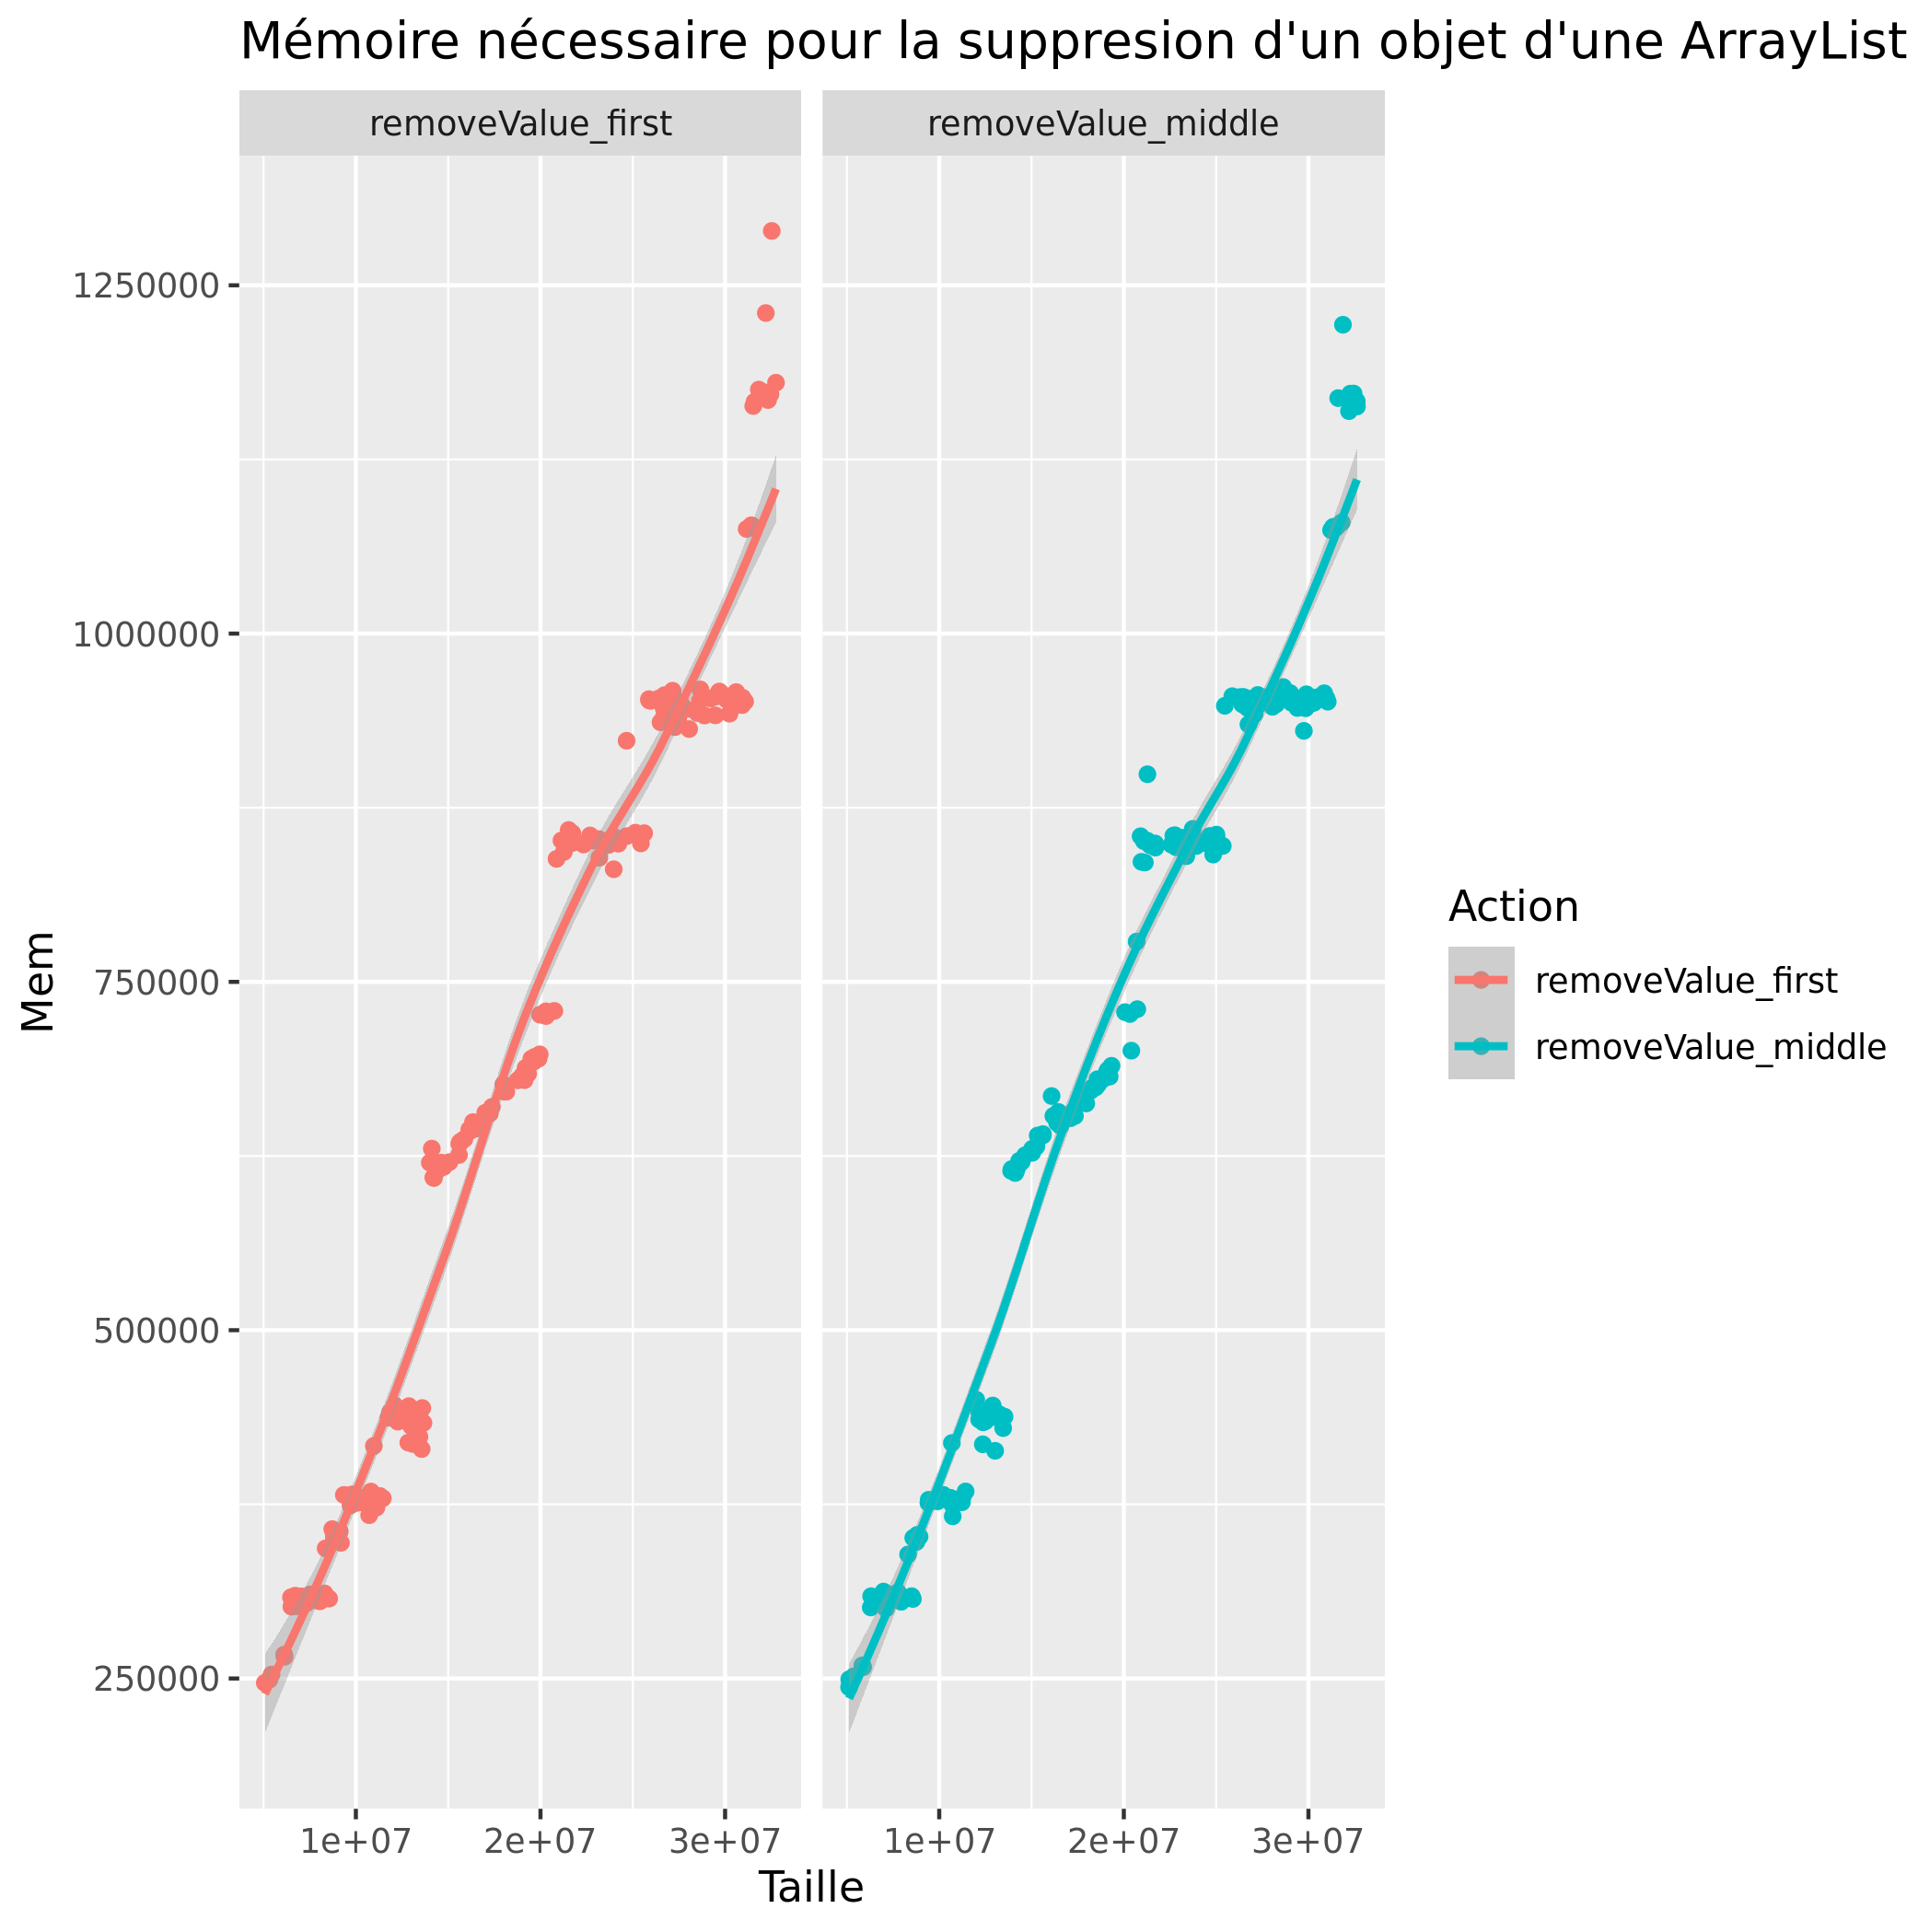 Mémoire nécessaire pour la suppresion d'un objet d'une ArrayList
removeValue_first
removeValue_middle
1250000
1000000
750000
500000
250000
Mem
1e+07
2e+07
3e+07
1e+07
2e+07
3e+07
Taille
Action
removeValue_first
removeValue_middle